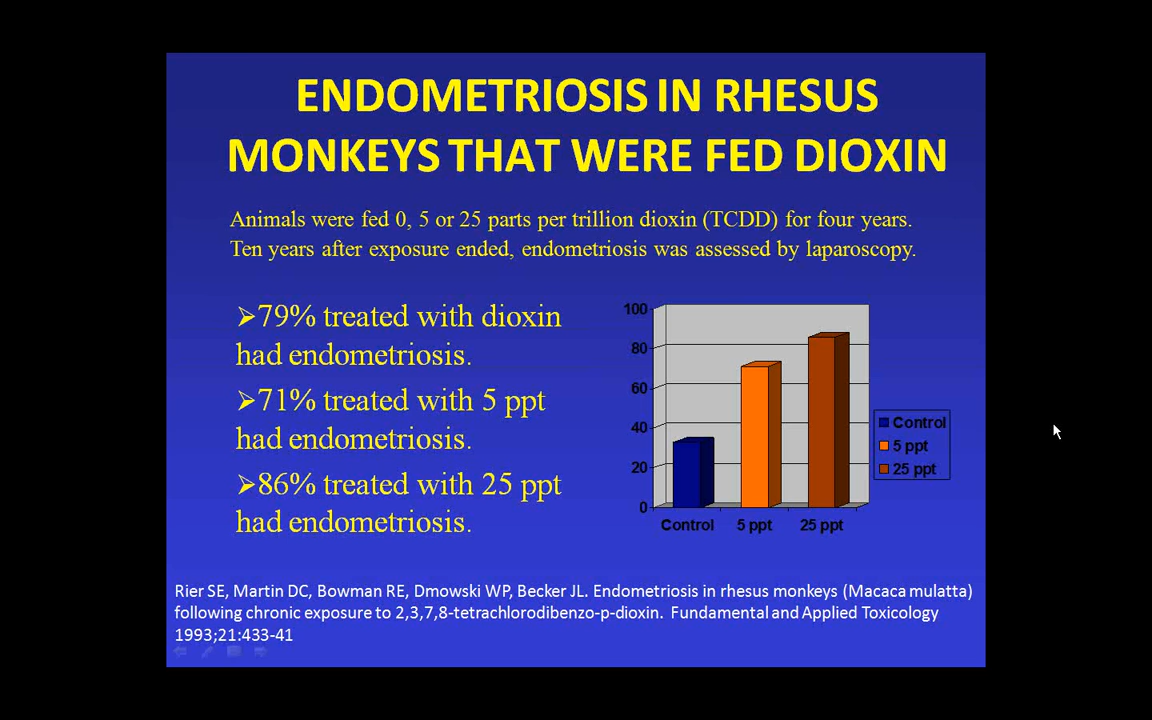 ENDOMETRIOSIS IN RHESUS
MONKEYS THAT WERE FED DIOXIN
Animals were fed 0, 5 or 25 parts per trillion dioxin (TCDD) for four years.
Ten years after exposure ended, endometriosis was assessed by laparoscopy.
➢79% treated with dioxin
had endometriosis.
➢71% treated with 5 ppt
had endometriosis.
➢86% treated with 25 ppt
had endometriosis.
100
80
60
40
20
0
Control
5 ppt
25 ppt
Control 5 ppt 25 ppt
Rier SE, Martin DC, Bowman RE, Dmowski WP, Becker JL. Endometriosis in rhesus monkeys (Macaca mulatta)
following chronic exposure to 2,3,7,8-tetrachlorodibenzo-p-dioxin. Fundamental and Applied Toxicology
1993;21:433-41